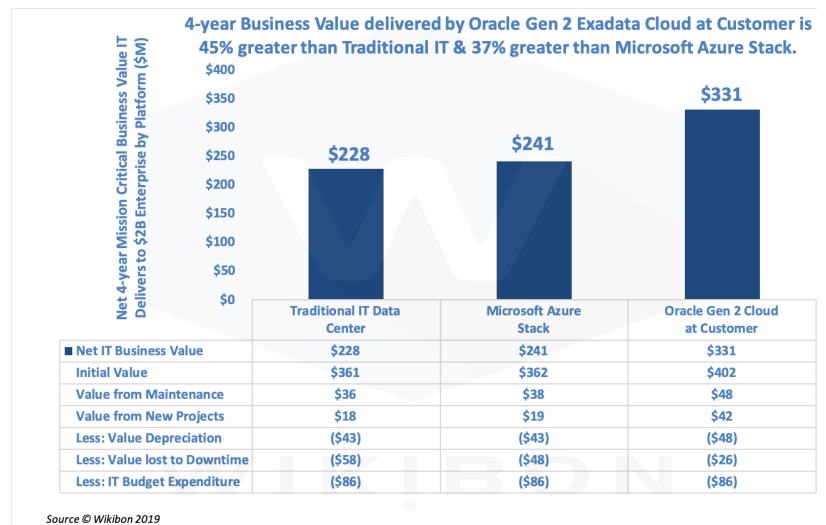 4-year Business Value delivered by Oracle Gen 2 Exadata Cloud at Customer is
45% greater than Traditional IT & 37% greater than Microsoft Azure Stack.
Net 4-year Mission Critical Business Value IT
Delivers to $2B Enterprise by Platform ($M)
$400
$350
$300
$250
$200
$150
$100
$50
$0
$228
$241
$331
Traditional IT Data
Center
Microsoft Azure
Stack
Oracle Gen 2 Cloud
at Customer
Net IT Business Value $228 $241 $331
Initial Value $361 $362 $402
Value from Maintenance $36 $38 $48
Value from New Projects $18 $19 $42
Less: Value Depreciation ($43) ($43) ($48)
Less: Value lost to Downtime ($58) ($48) ($26)
Less: IT Budget Expenditure ($86) ($86) ($86)
WIKIBON
Source © Wikibon 2019